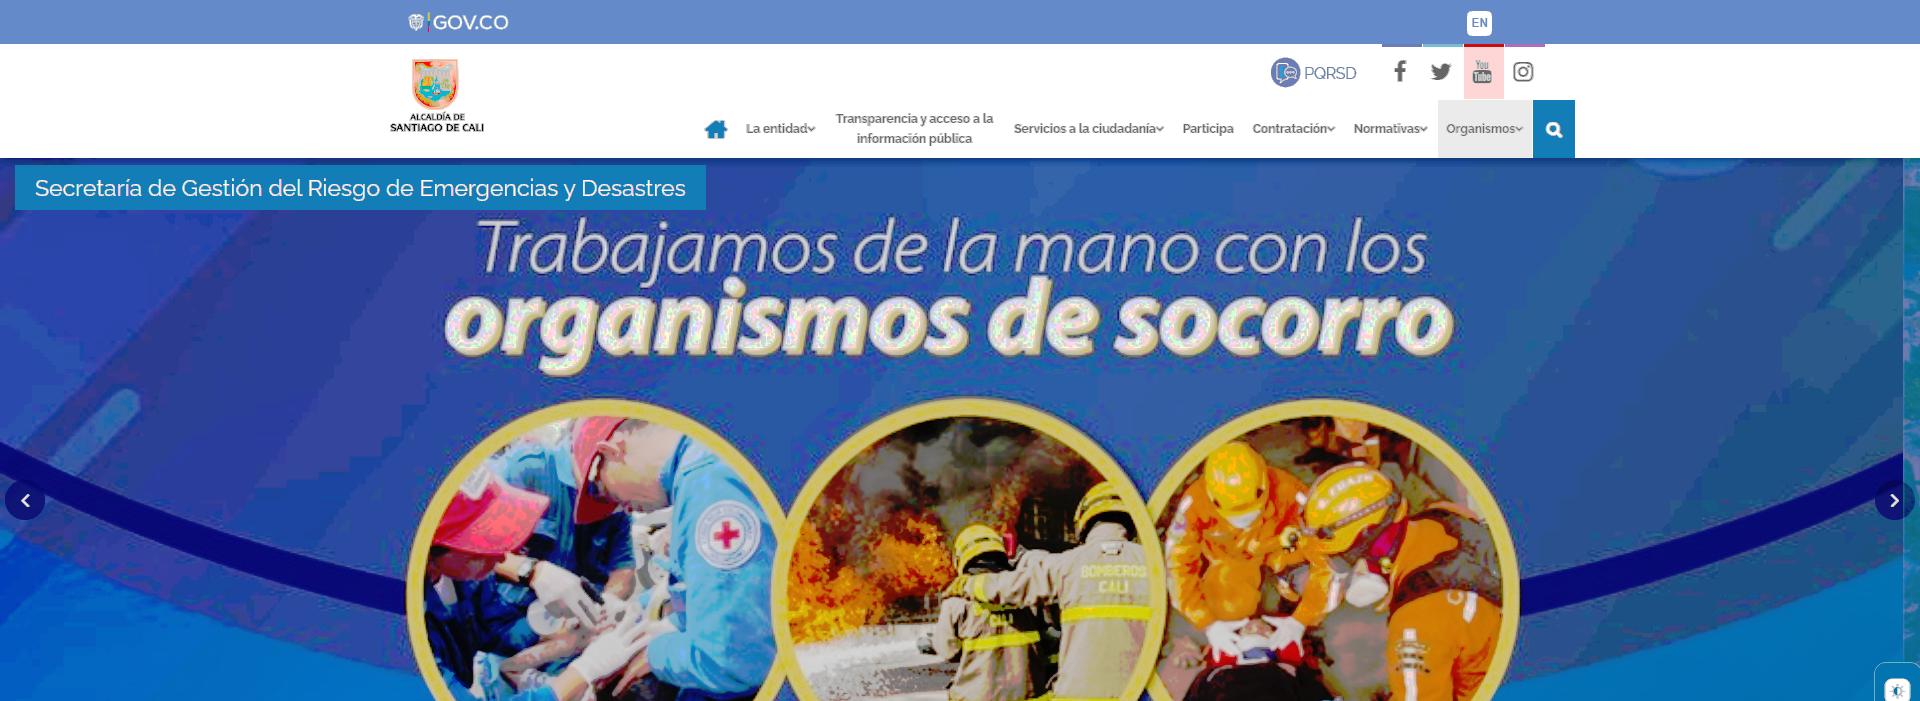 GOV.CO
EN
ALCALDÍA DE
SANTIAGO DE CALI
PQRSD
You
Tube
La entidad
Transparencia y acceso a la
información pública
Servicios a la ciudadanía
Participa
Contratación
Normativas
Organismos
Secretaría de Gestión del Riesgo de Emergencias y Desastres
Trabajamos de la mano con los
organismos de socorro
BOMBEROS
CALI
CALI